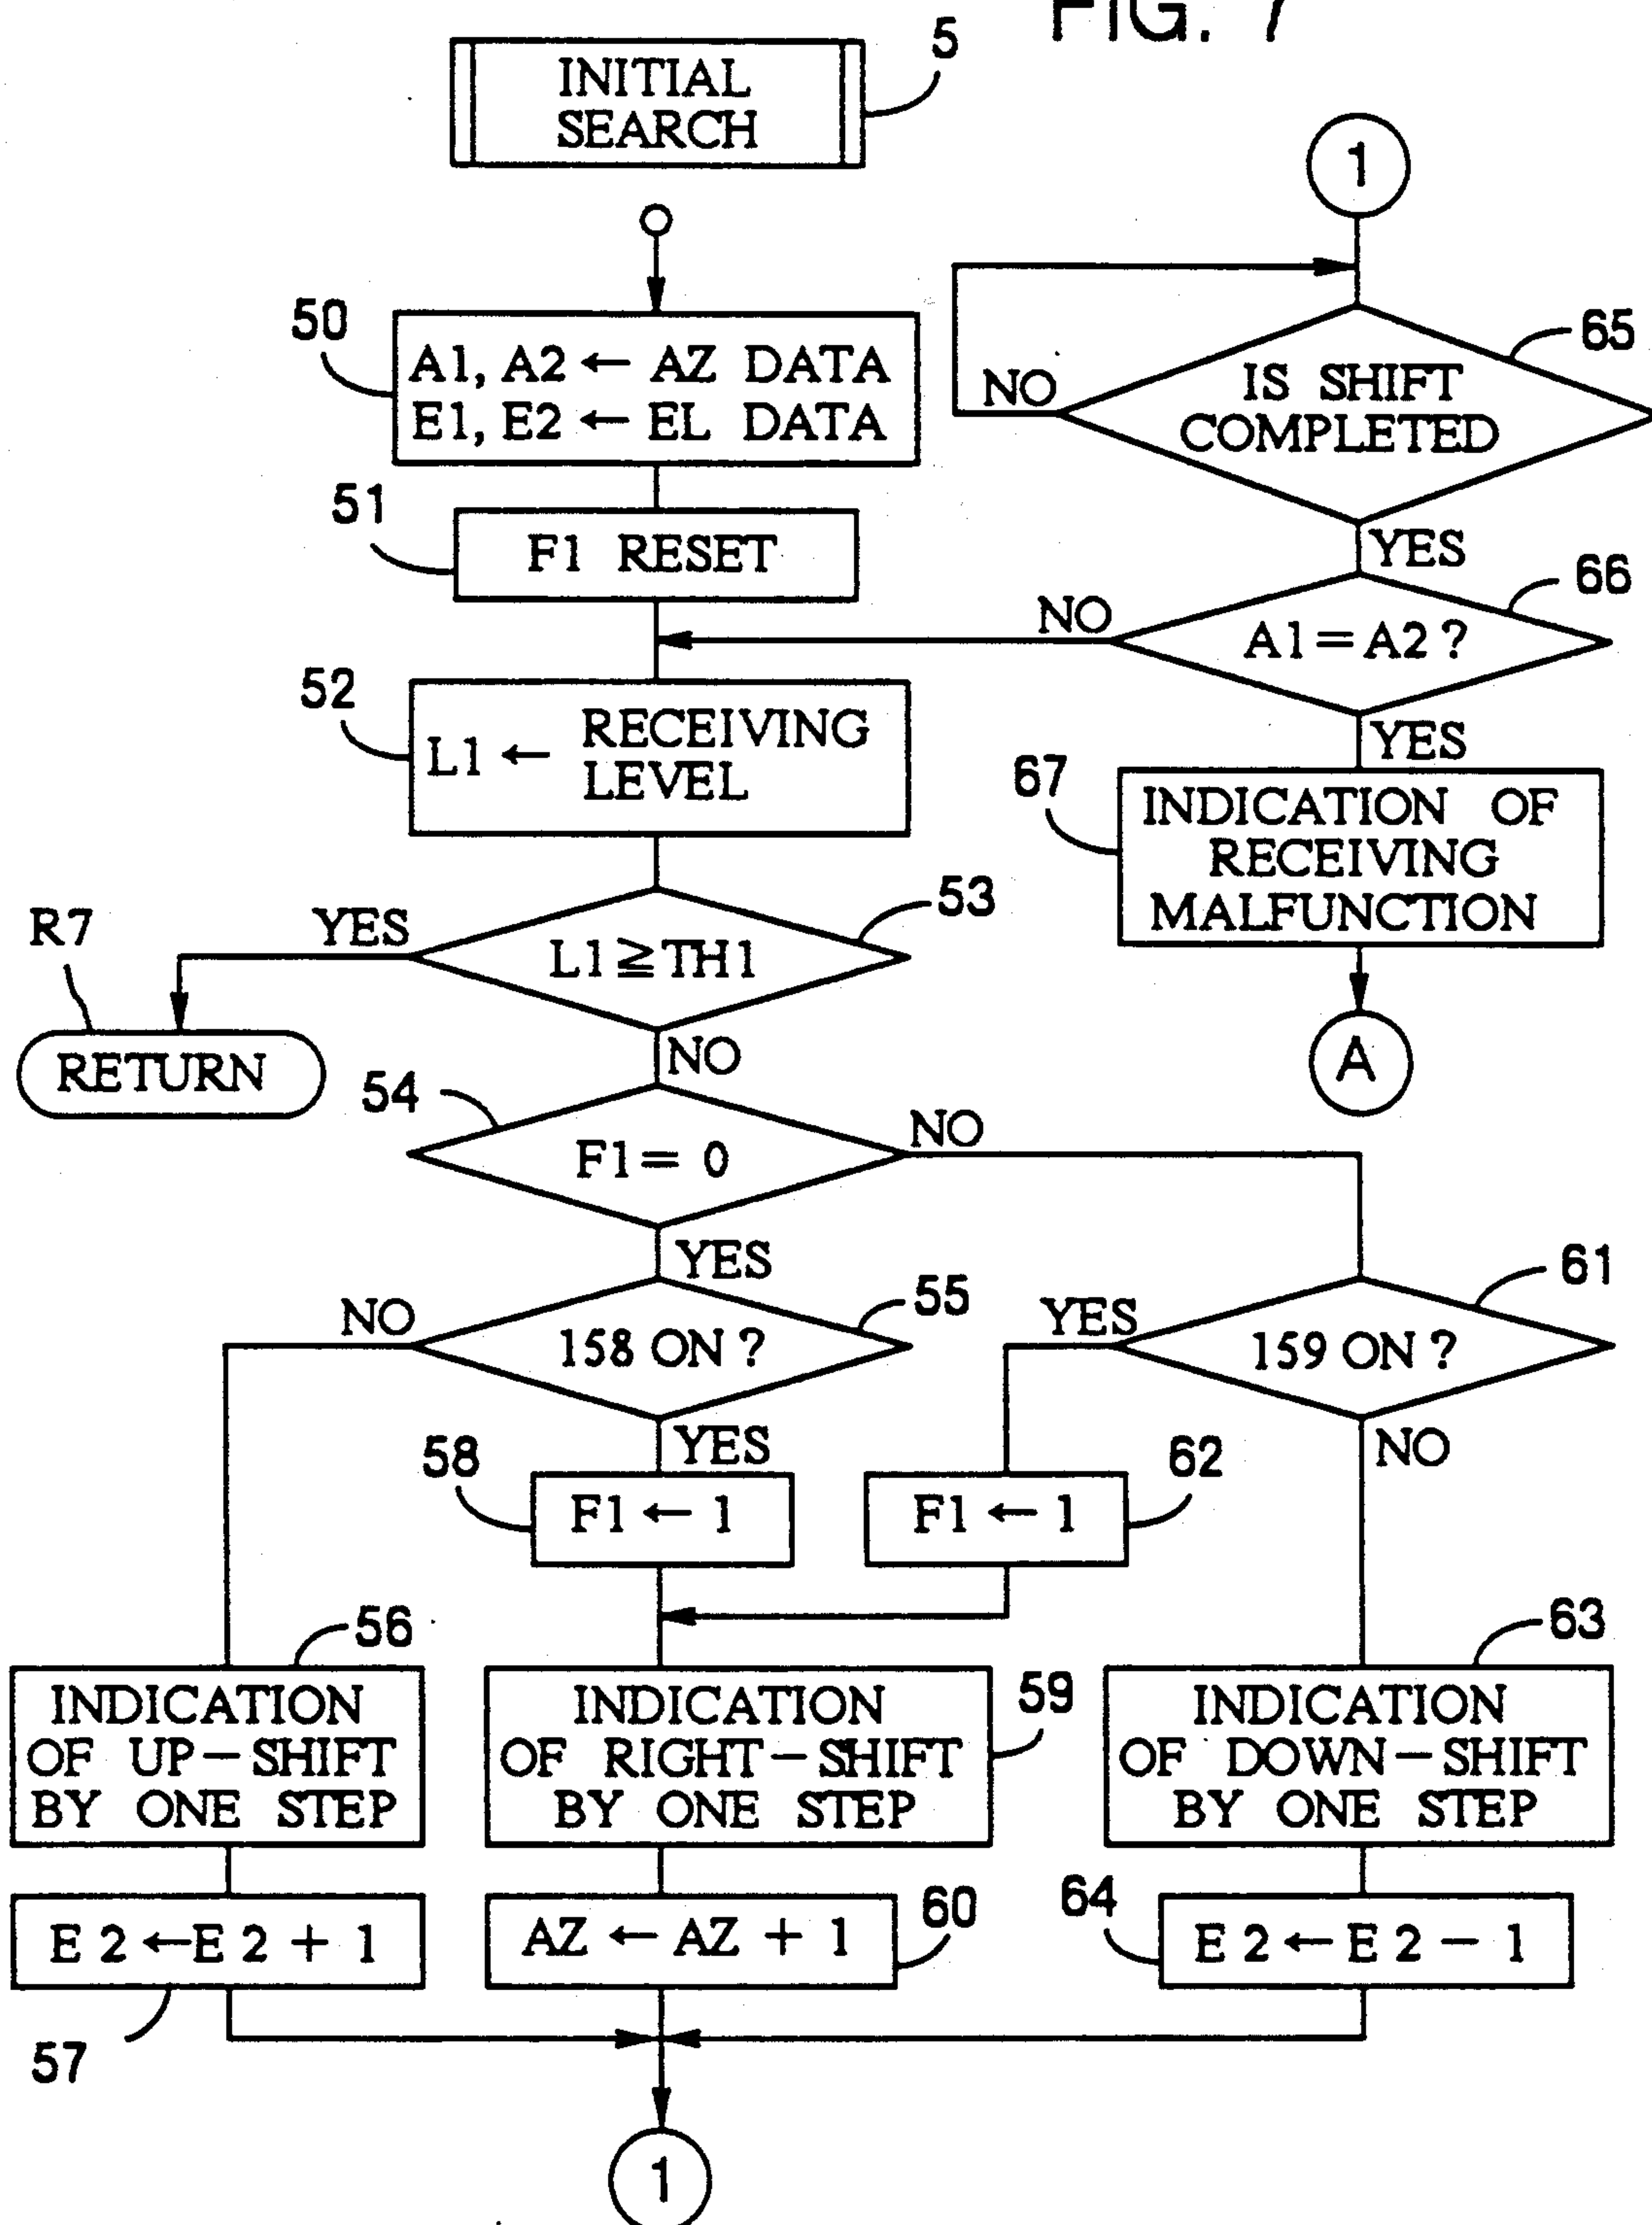 FIG. 7
5
INITIAL
SEARCH
50
A1, A2 ← AZ DATA
E1, E2 ← EL DATA
51
F1 RESET
52
L1 ← RECEIVING
LEVEL
53
L1 ≧ TH1
YES
R7
RETURN
NO
54
F1 = 0
NO
YES
55
158 ON ?
NO
YES
58
F1 ← 1
61
159 ON ?
YES
NO
62
F1 ← 1
56
INDICATION
OF UP-SHIFT
BY ONE STEP
59
INDICATION
OF RIGHT-SHIFT
BY ONE STEP
63
INDICATION
OF DOWN-SHIFT
BY ONE STEP
E 2 ← E 2 + 1
57
AZ ← AZ + 1
60
64
E 2 ← E 2 - 1
1
1
65
IS SHIFT
COMPLETED
NO
YES
66
A1 = A2 ?
NO
YES
67
INDICATION OF
RECEIVING
MALFUNCTION
A